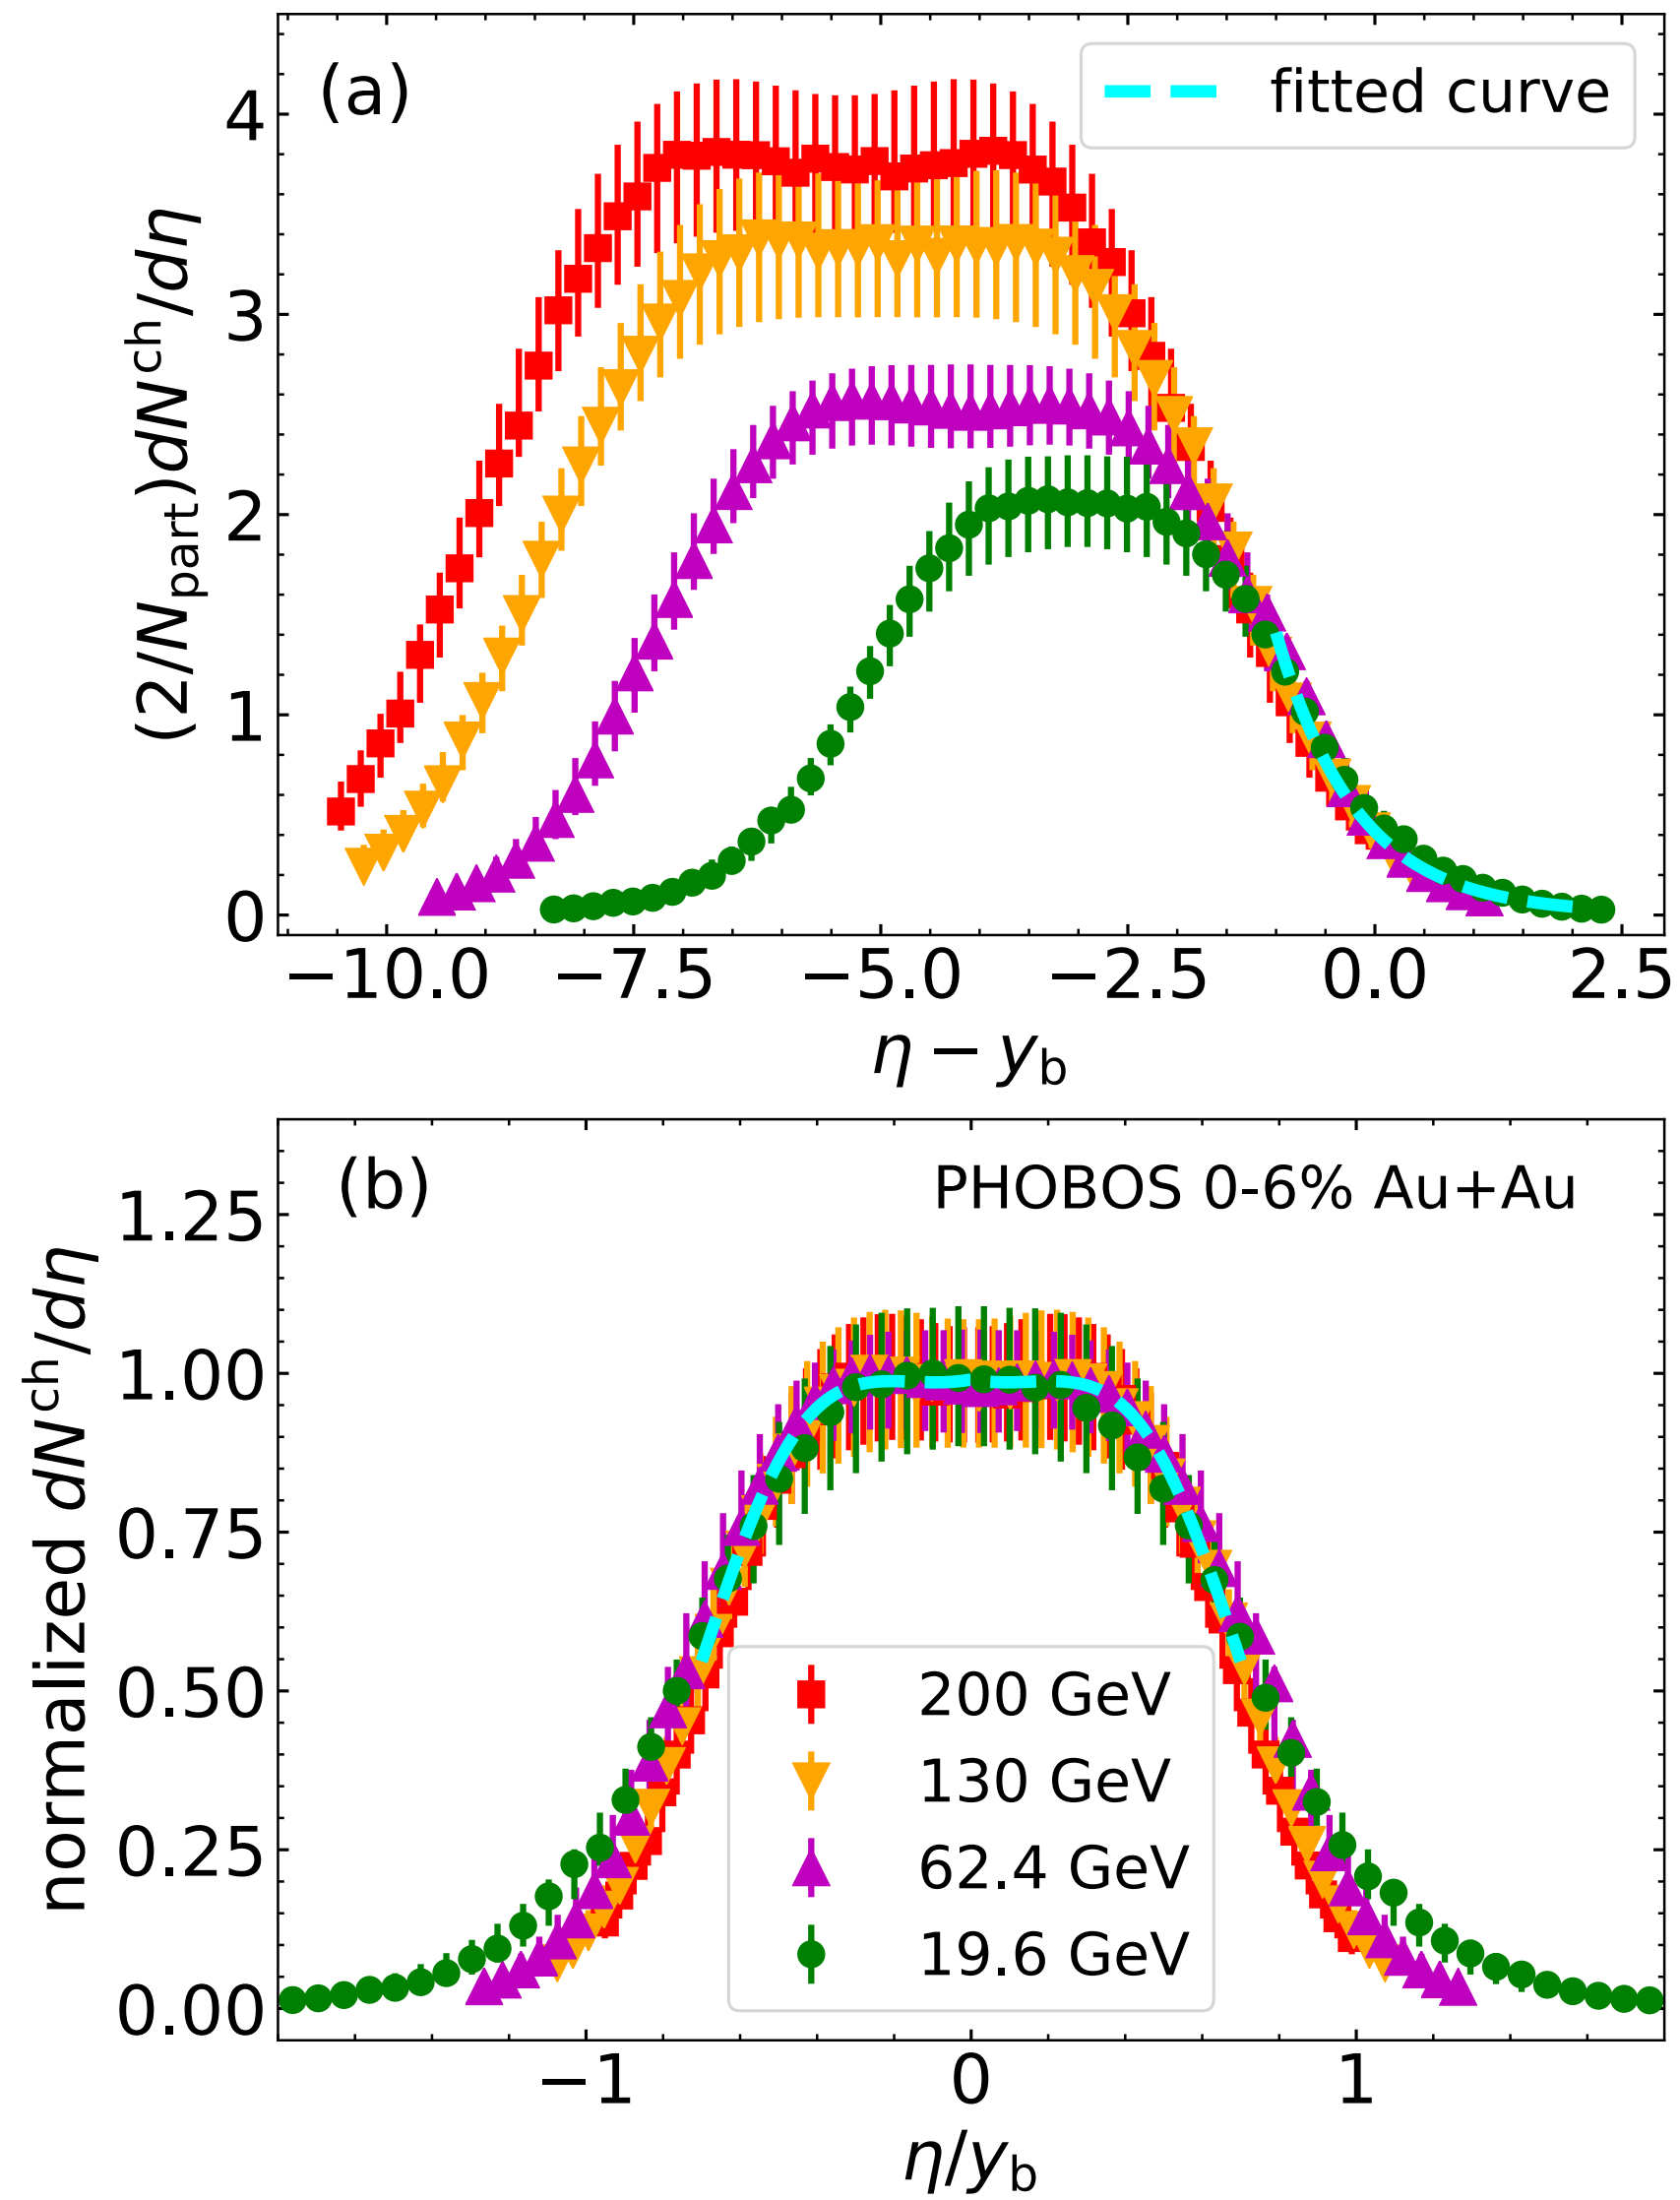 (a)
fitted curve
4
3
2
1
0
(2/N_part)dN^ch/dη
−10.0 −7.5 −5.0 −2.5 0.0 2.5
η − y_b
(b)
PHOBOS 0-6% Au+Au
1.25
1.00
0.75
0.50
0.25
0.00
normalized dN^ch/dη
200 GeV
130 GeV
62.4 GeV
19.6 GeV
−1 0 1
η/y_b